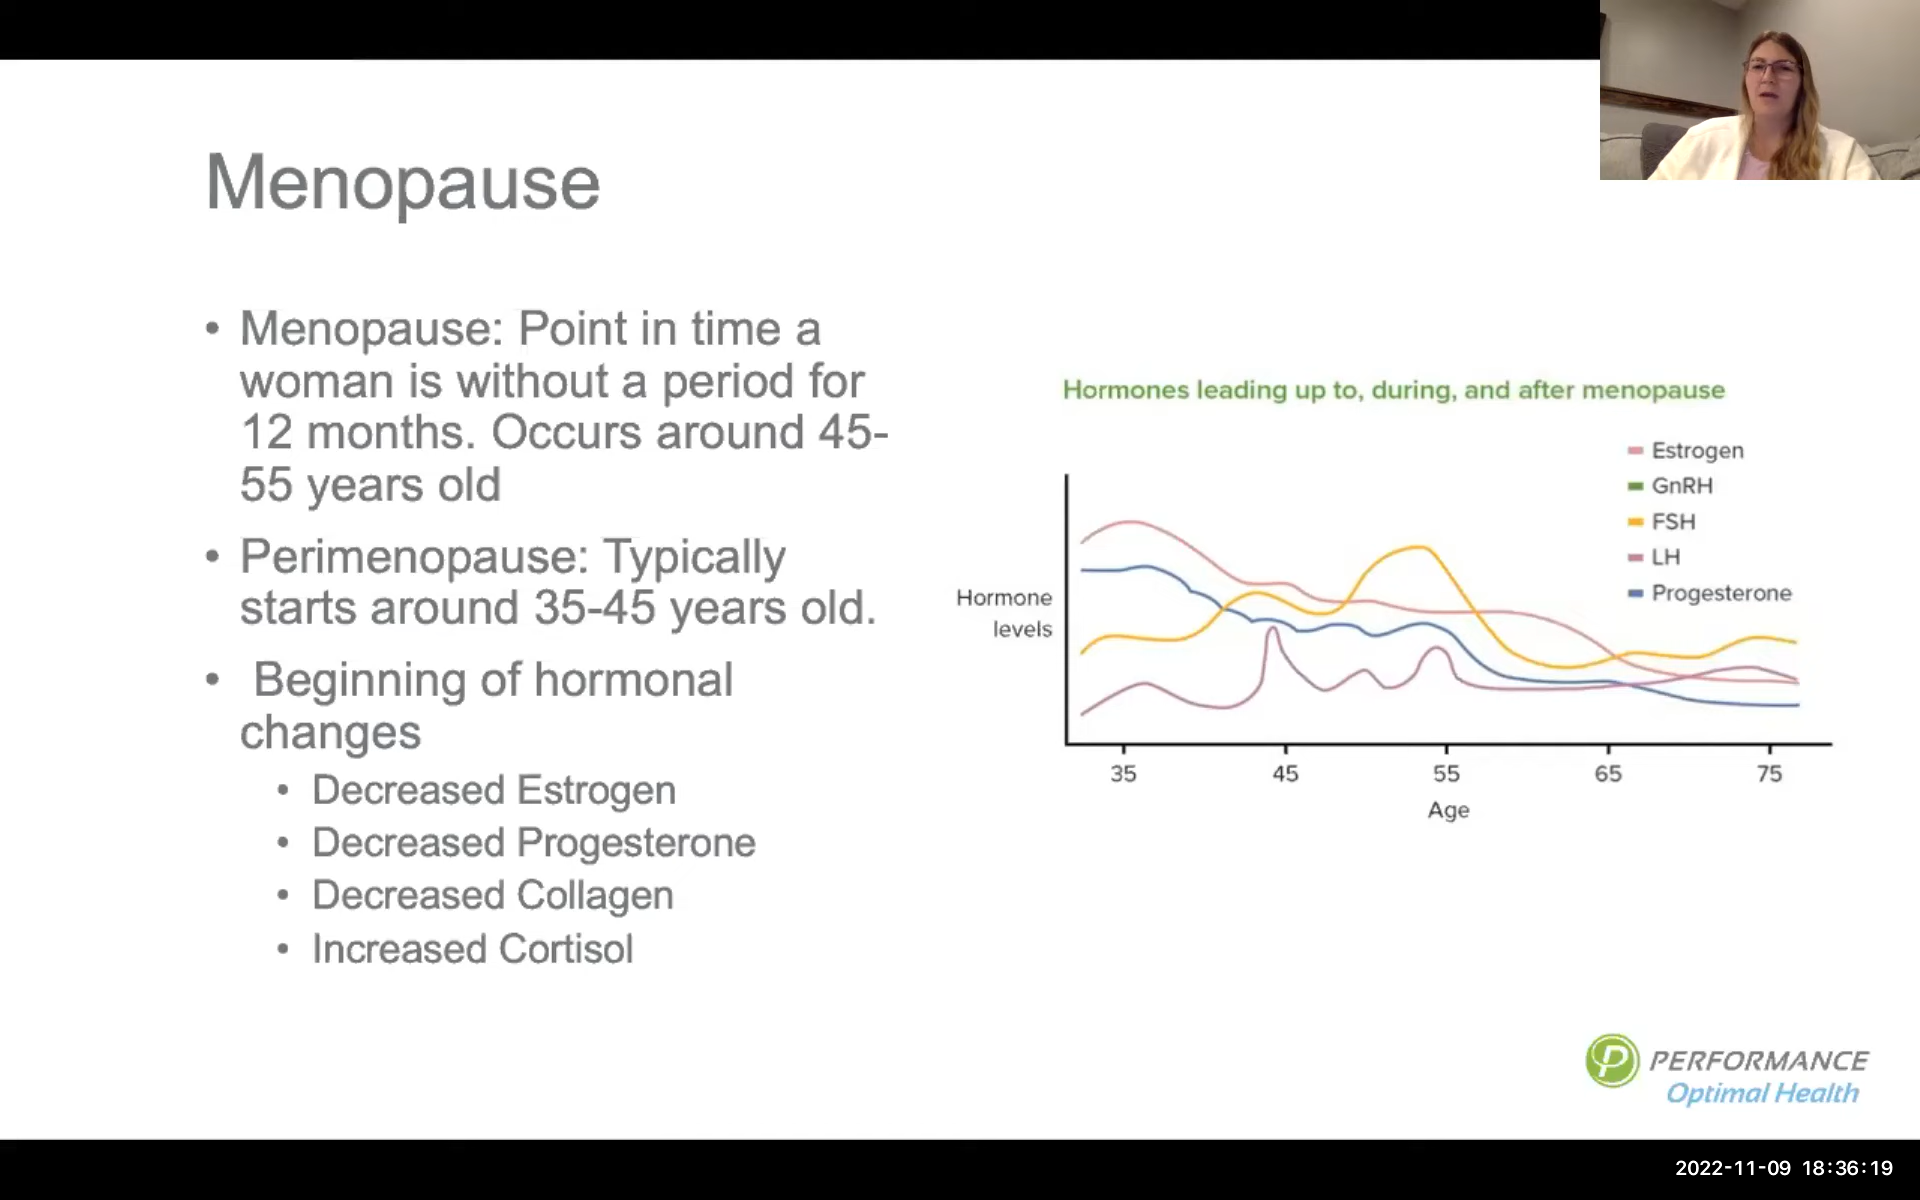 Menopause
• Menopause: Point in time a
woman is without a period for
12 months. Occurs around 45-
55 years old
• Perimenopause: Typically
starts around 35-45 years old.
• Beginning of hormonal
changes
• Decreased Estrogen
• Decreased Progesterone
• Decreased Collagen
• Increased Cortisol
Hormones leading up to, during, and after menopause
Estrogen
GnRH
FSH
LH
Progesterone
Hormone
levels
35 45 55 65 75
Age
P PERFORMANCE
Optimal Health
2022-11-09 18:36:19